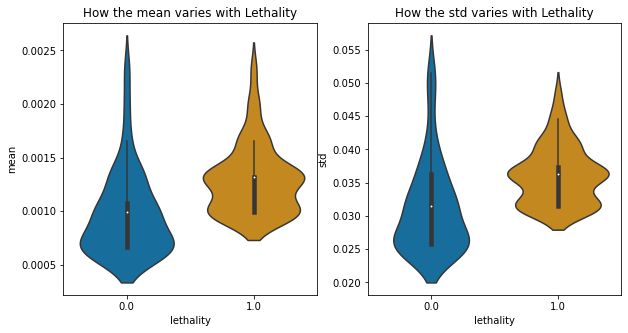 How the mean varies with Lethality
mean
0.0025
0.0020
0.0015
0.0010
0.0005
0.0
1.0
lethality
How the std varies with Lethality
std
0.055
0.050
0.045
0.040
0.035
0.030
0.025
0.020
0.0
1.0
lethality